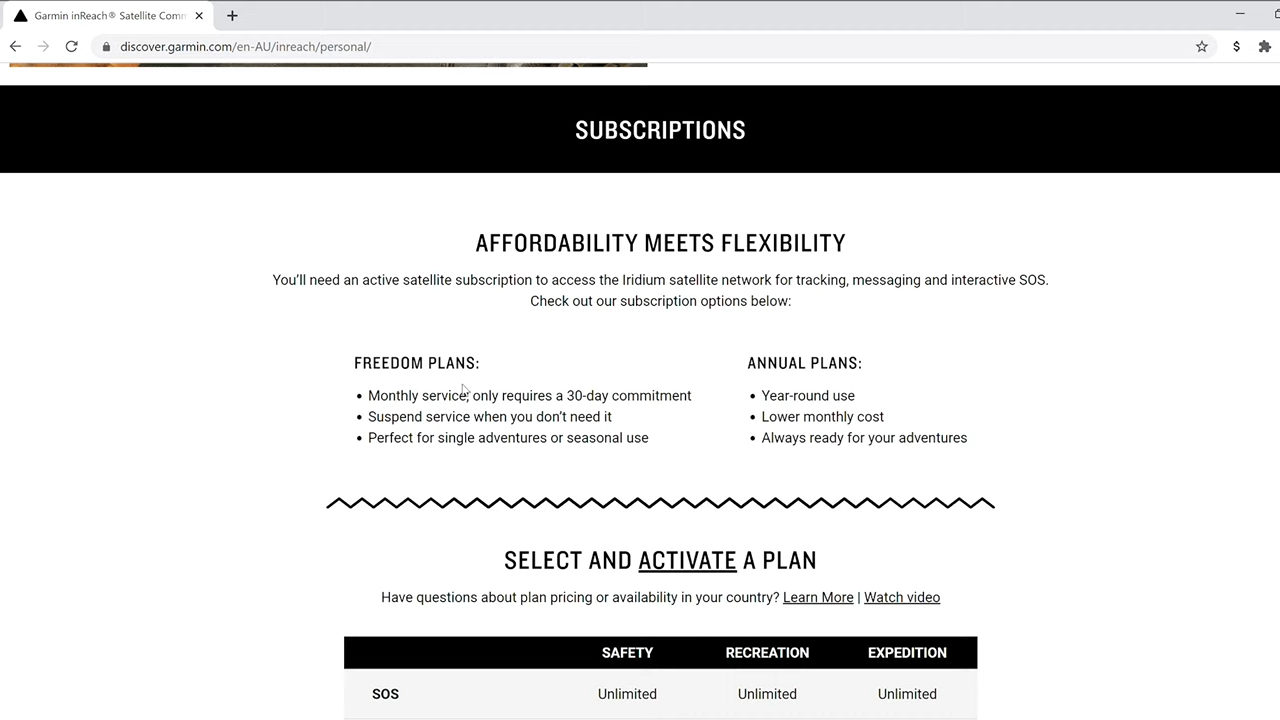 Garmin inReach® Satellite Comm
discover.garmin.com/en-AU/inreach/personal/
SUBSCRIPTIONS
AFFORDABILITY MEETS FLEXIBILITY
You'll need an active satellite subscription to access the Iridium satellite network for tracking, messaging and interactive SOS.
Check out our subscription options below:
FREEDOM PLANS:
• Monthly service; only requires a 30-day commitment
• Suspend service when you don't need it
• Perfect for single adventures or seasonal use
ANNUAL PLANS:
• Year-round use
• Lower monthly cost
• Always ready for your adventures
SELECT AND ACTIVATE A PLAN
Have questions about plan pricing or availability in your country? Learn More | Watch video
SAFETY RECREATION EXPEDITION
SOS Unlimited Unlimited Unlimited